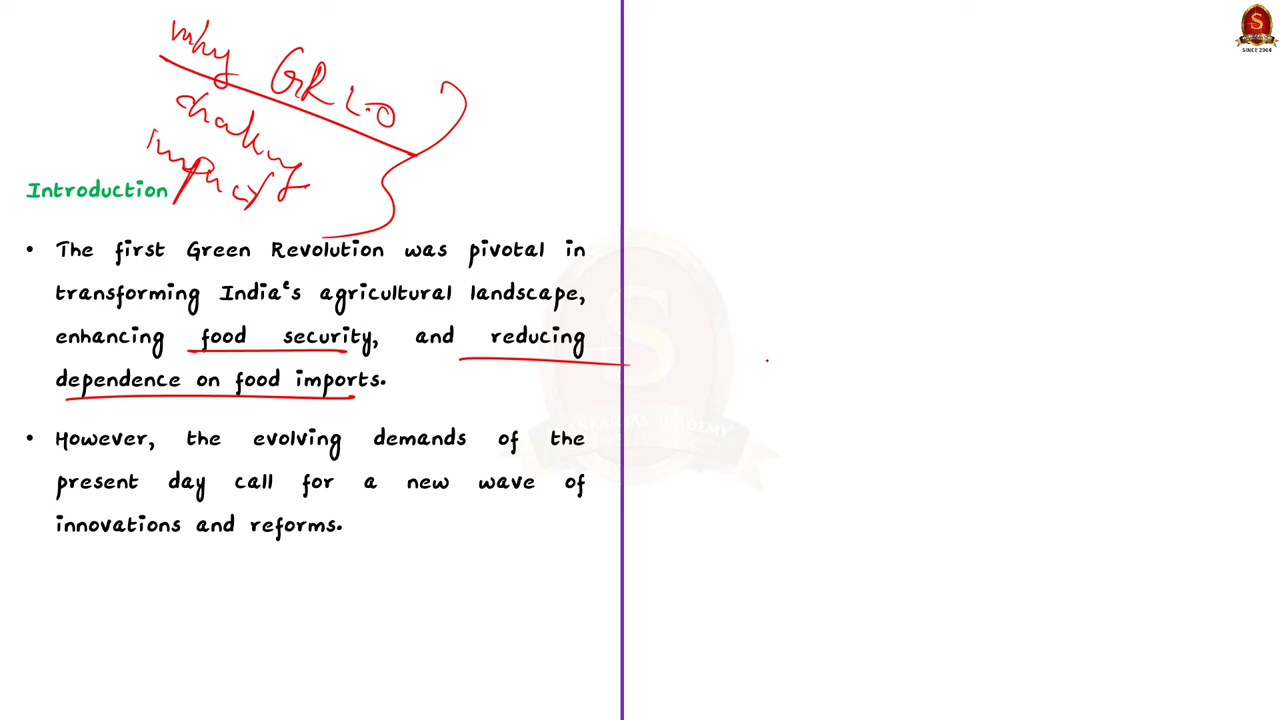 why GR 2.0
Introduction
• The first Green Revolution was pivotal in
transforming India's agricultural landscape,
enhancing food security, and reducing
dependence on food imports.
• However, the evolving demands of the
present day call for a new wave of
innovations and reforms.
S
SINCE 2004